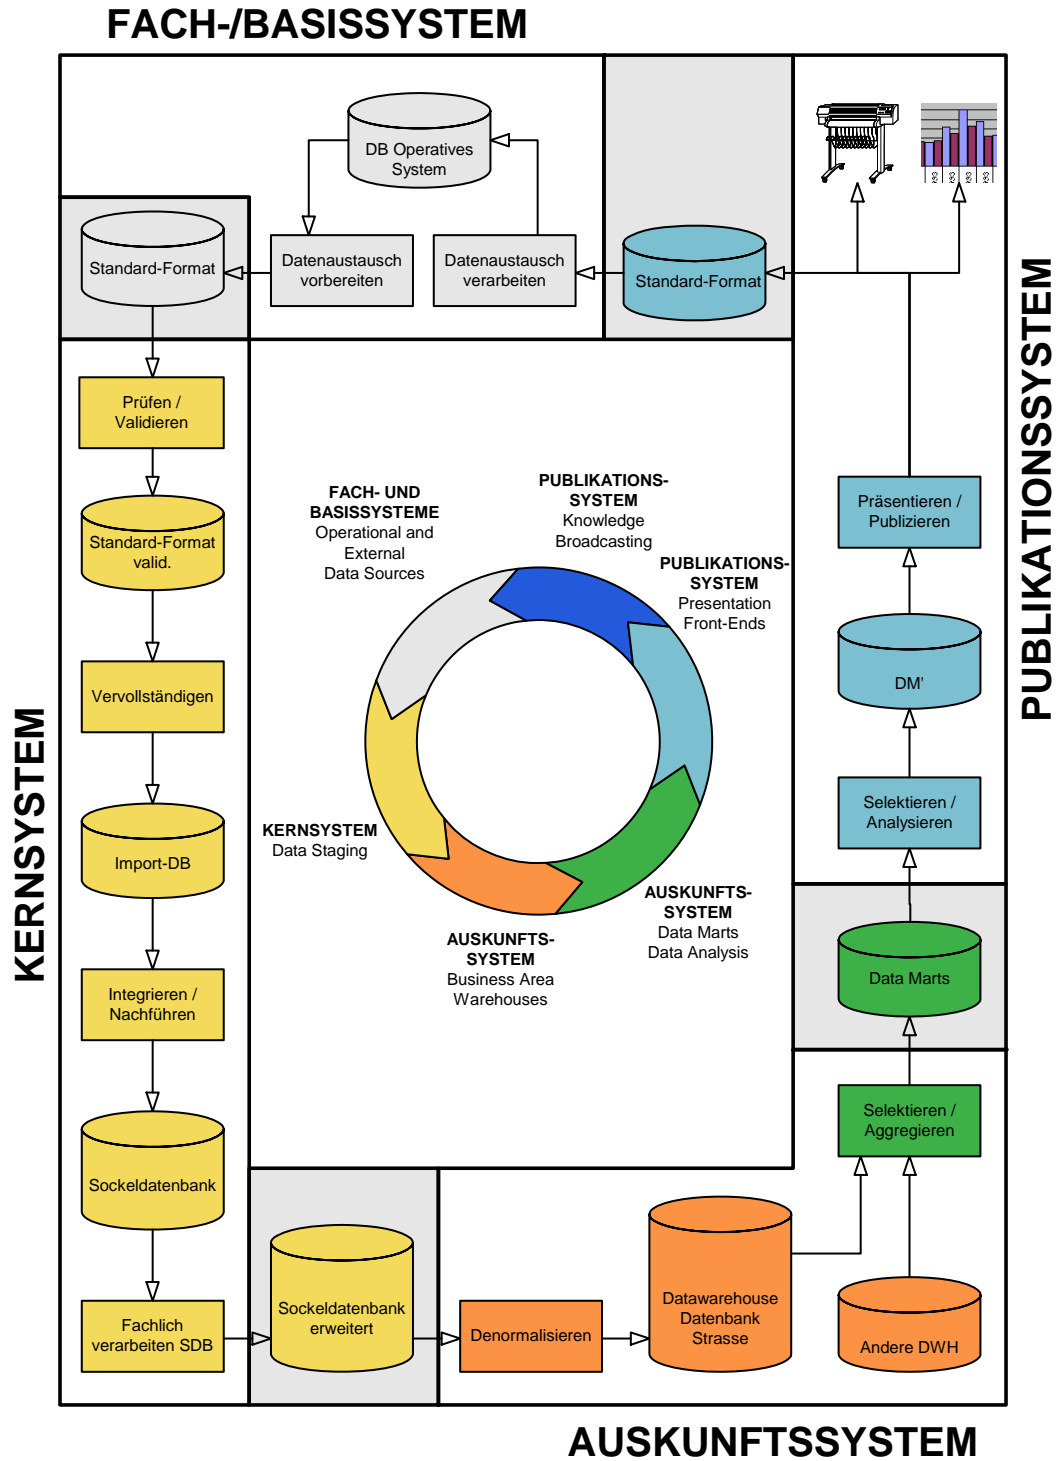 FACH-/BASISSYSTEM
DB Operatives
System
Standard-Format
Datenaustausch
vorbereiten
Datenaustausch
verarbeiten
Standard-Format
PUBLIKATIONSSYSTEM
KERNSYSTEM
Prüfen /
Validieren
Standard-Format
valid.
Vervollständigen
Import-DB
Integrieren /
Nachführen
Sockeldatenbank
Fachlich
verarbeiten SDB
FACH- UND
BASISSYSTEME
Operational and
External
Data Sources
PUBLIKATIONS-
SYSTEM
Knowledge
Broadcasting
PUBLIKATIONS-
SYSTEM
Presentation
Front-Ends
KERNSYSTEM
Data Staging
AUSKUNFTS-
SYSTEM
Business Area
Warehouses
AUSKUNFTS-
SYSTEM
Data Marts
Data Analysis
Präsentieren /
Publizieren
DM'
Selektieren /
Analysieren
Data Marts
Selektieren /
Aggregieren
Sockeldatenbank
erweitert
Denormalisieren
Datawarehouse
Datenbank
Strasse
Andere DWH
AUSKUNFTSSYSTEM